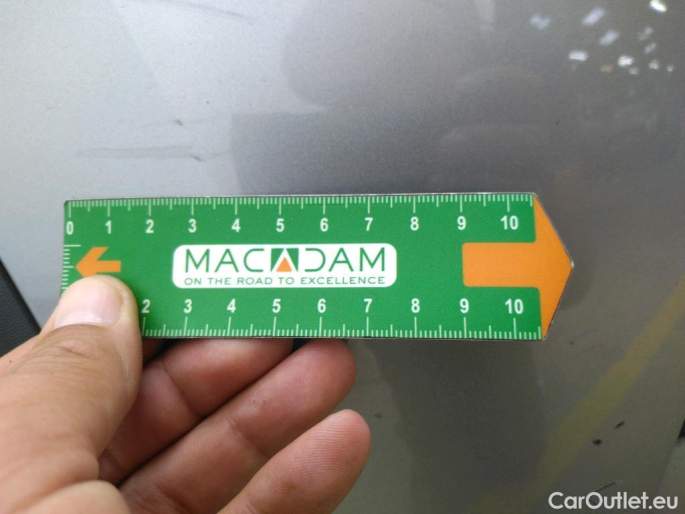 0 1 2 3 4 5 6 7 8 9 10
MACADAM
ON THE ROAD TO EXCELLENCE
2 3 4 5 6 7 8 9 10
CarOutlet.eu